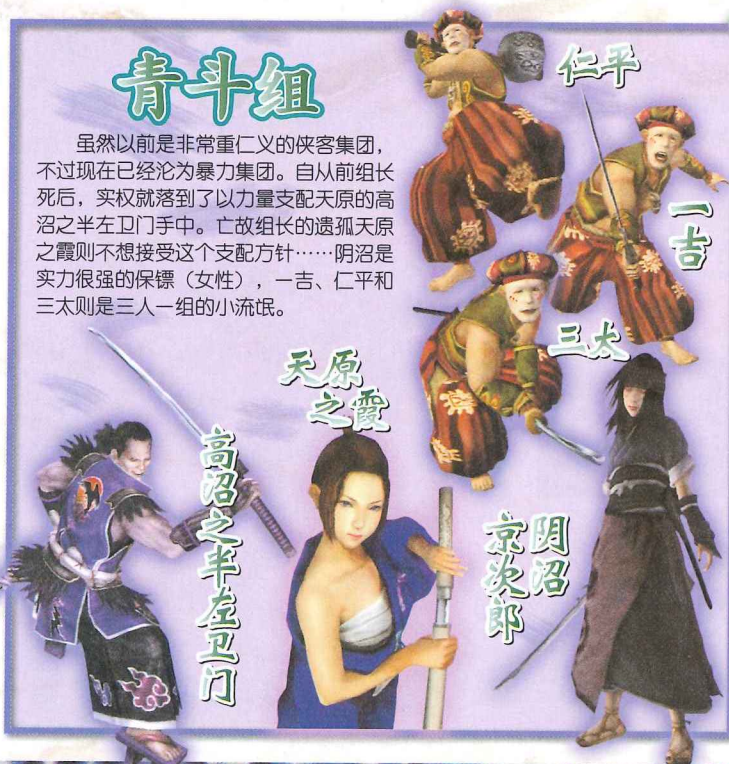 青斗组
虽然以前是非常重仁义的侠客集团，
不过现在已经沦为暴力集团。自从前组长
死后，实权就落到了以力量支配天原的高
沼之半左卫门手中。亡故组长的遗孤天原
之霞则不想接受这个支配方针……阴沼是
实力很强的保镖（女性），一吉、仁平和
三太则是三人一组的小流氓。
仁平
一吉
三太
天原
之霞
高沼之半左卫门
阴沼
京次郎